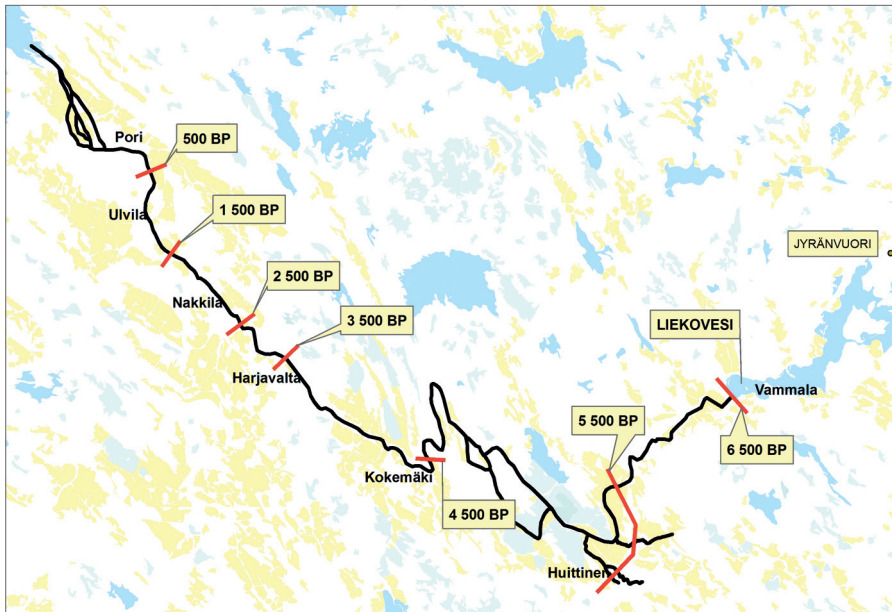 Pori
500 BP
Ulvila
1 500 BP
JYRÄNVUORI
2 500 BP
Nakkila
3 500 BP
LIEKOVESI
Harjavalta
Vammala
5 500 BP
6 500 BP
Kokemäki
4 500 BP
Huittinen